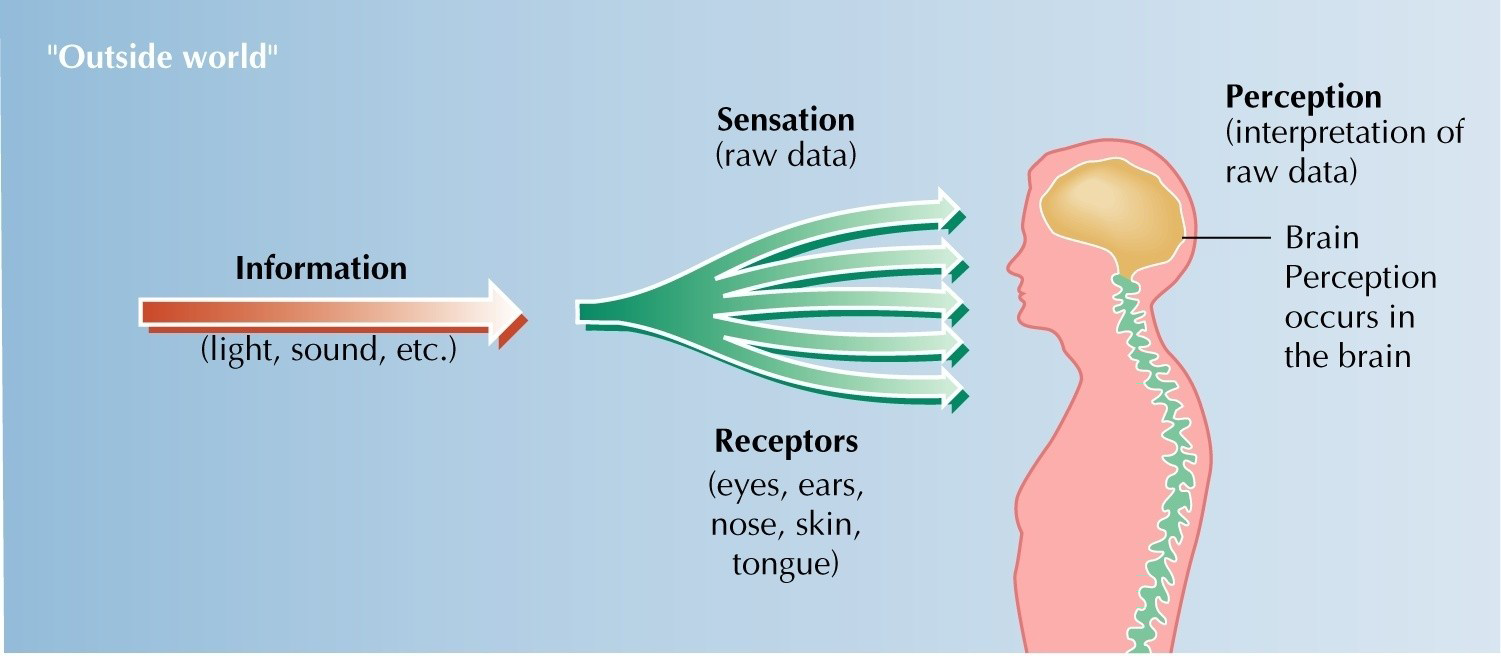 "Outside world"
Information
(light, sound, etc.)
Sensation
(raw data)
Receptors
(eyes, ears,
nose, skin,
tongue)
Perception
(interpretation of
raw data)
Brain
Perception
occurs in
the brain